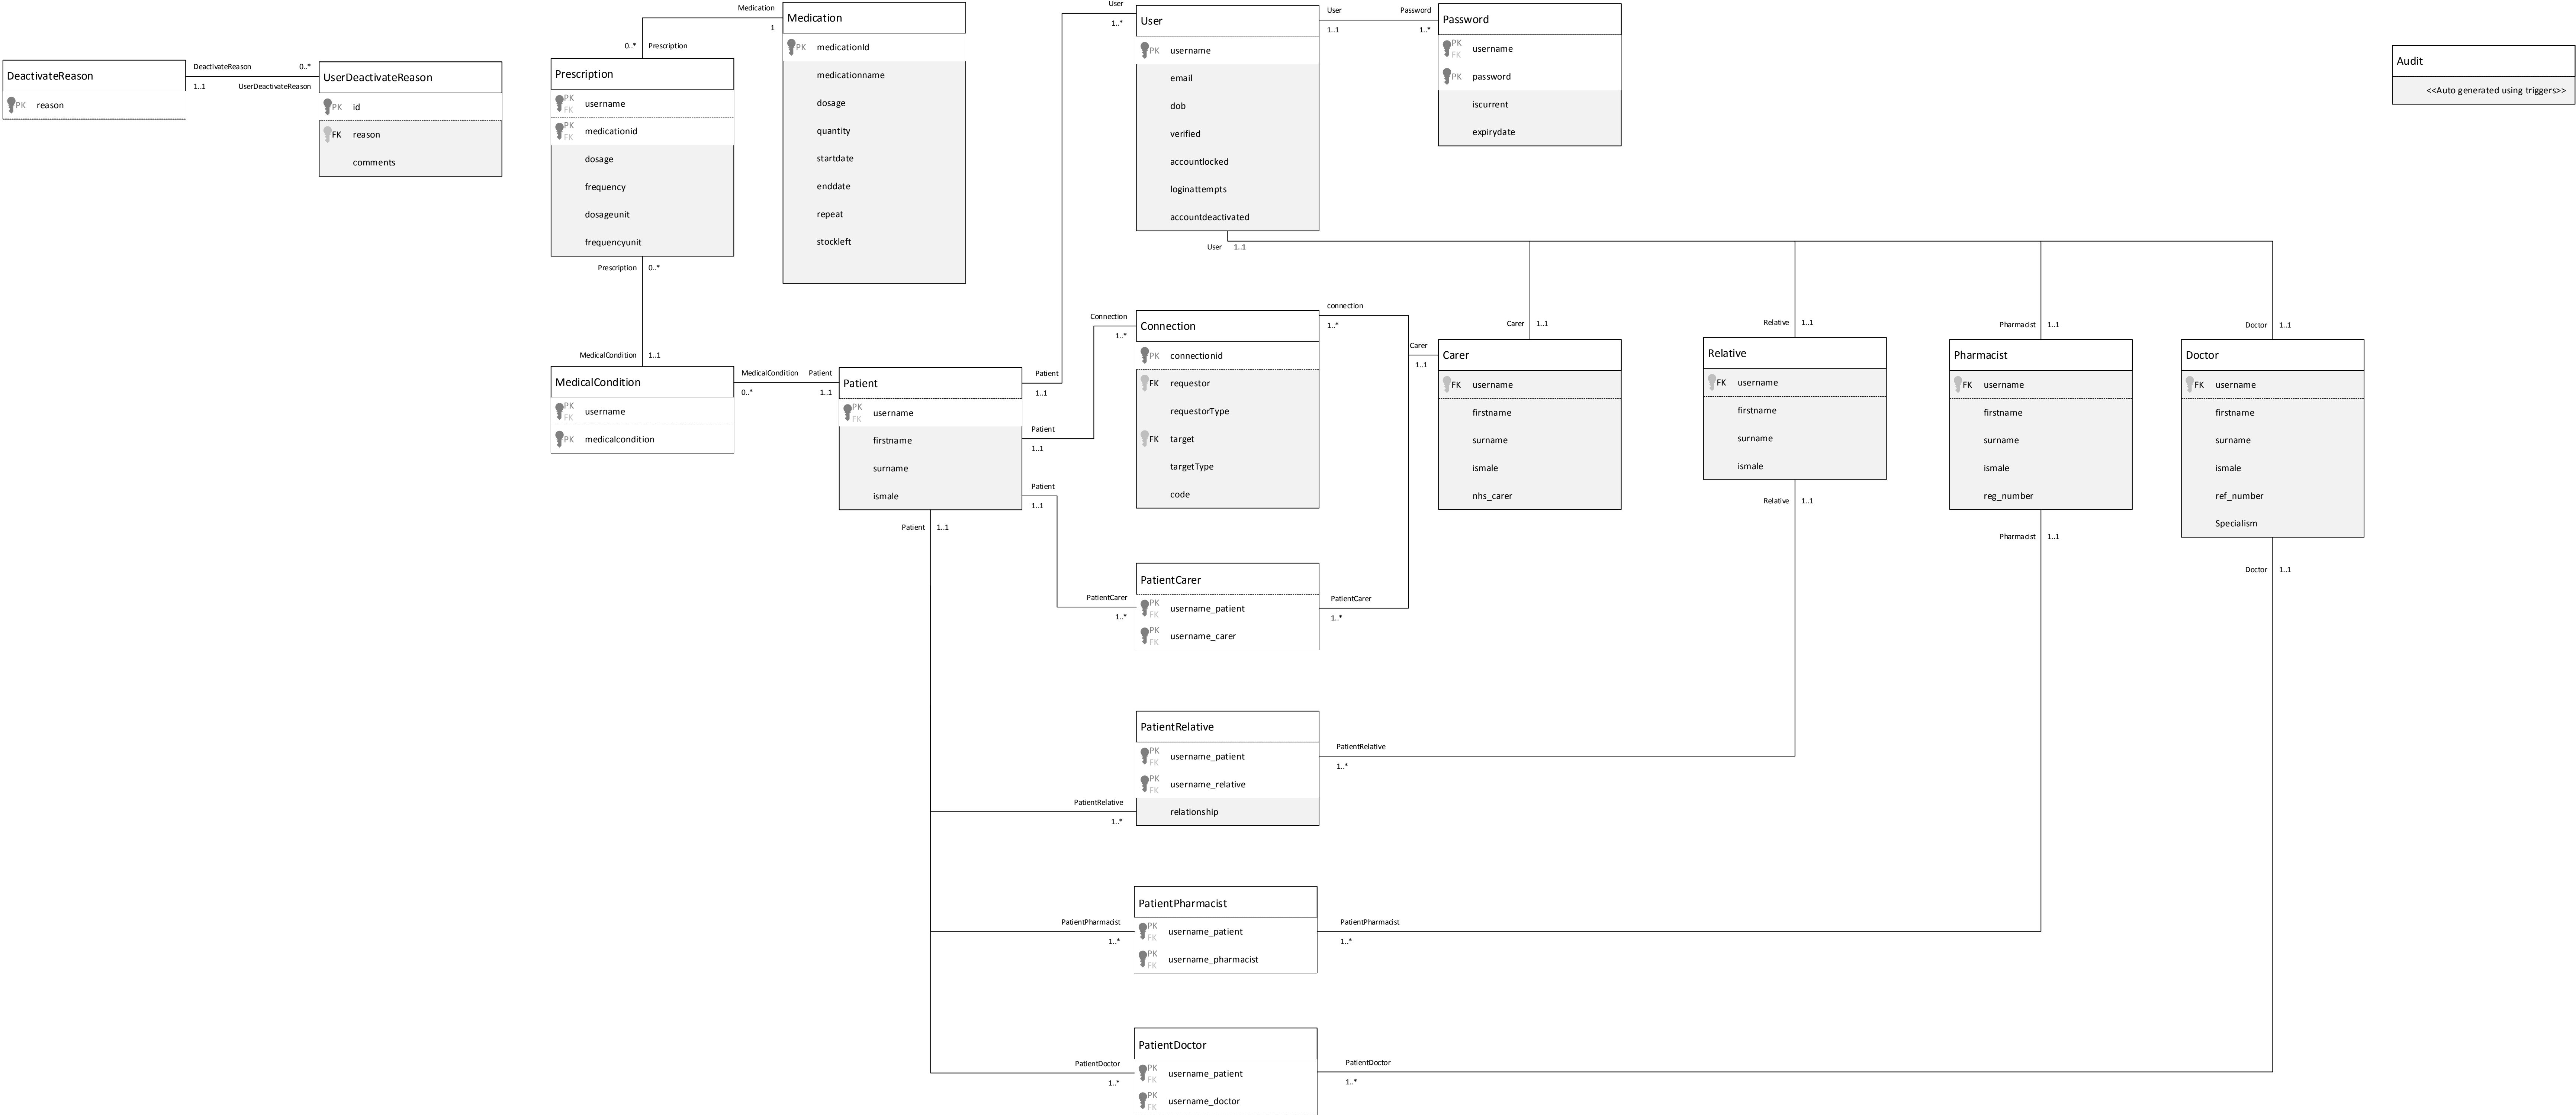 DeactivateReason
PK reason
DeactivateReason
0..*
1..1
UserDeactivateReason
UserDeactivateReason
PK id
FK reason
comments
Medication
1
0..*
Prescription
Prescription
PK
FK
username
PK
FK
medicationid
dosage
frequency
dosageunit
frequencyunit
Prescription
0..*
MedicalCondition
1..1
Medication
PK medicationId
medicationname
dosage
quantity
startdate
enddate
repeat
stockleft
MedicalCondition
PK
FK
username
PK medicalcondition
MedicalCondition
Patient
0..*
1..1
Patient
PK
FK
username
firstname
surname
ismale
Patient
1..1
User
1..*
Patient
1..1
Connection
1..*
Patient
1..1
PatientCarer
1..*
Patient
1..1
User
PK username
email
dob
verified
accountlocked
loginattempts
accountdeactivated
User
1..1
User
Password
1..1
1..*
Password
PK
FK
username
PK password
iscurrent
expirydate
Audit
<<Auto generated using triggers>>
Connection
PK connectionid
FK requestor
requestorType
FK target
targetType
code
connection
1..*
Carer
1..1
Carer
1..1
Carer
FK username
firstname
surname
ismale
nhs_carer
Relative
1..1
Relative
FK username
firstname
surname
ismale
Relative
1..1
Pharmacist
1..1
Pharmacist
FK username
firstname
surname
ismale
reg_number
Pharmacist
1..1
Doctor
1..1
Doctor
FK username
firstname
surname
ismale
ref_number
Specialism
Doctor
1..1
PatientCarer
PK
FK
username_patient
PK
FK
username_carer
PatientCarer
1..*
PatientRelative
PK
FK
username_patient
PK
FK
username_relative
relationship
PatientRelative
1..*
PatientRelative
1..*
PatientPharmacist
PK
FK
username_patient
PK
FK
username_pharmacist
PatientPharmacist
1..*
PatientPharmacist
1..*
PatientDoctor
PK
FK
username_patient
PK
FK
username_doctor
PatientDoctor
1..*
PatientDoctor
1..*